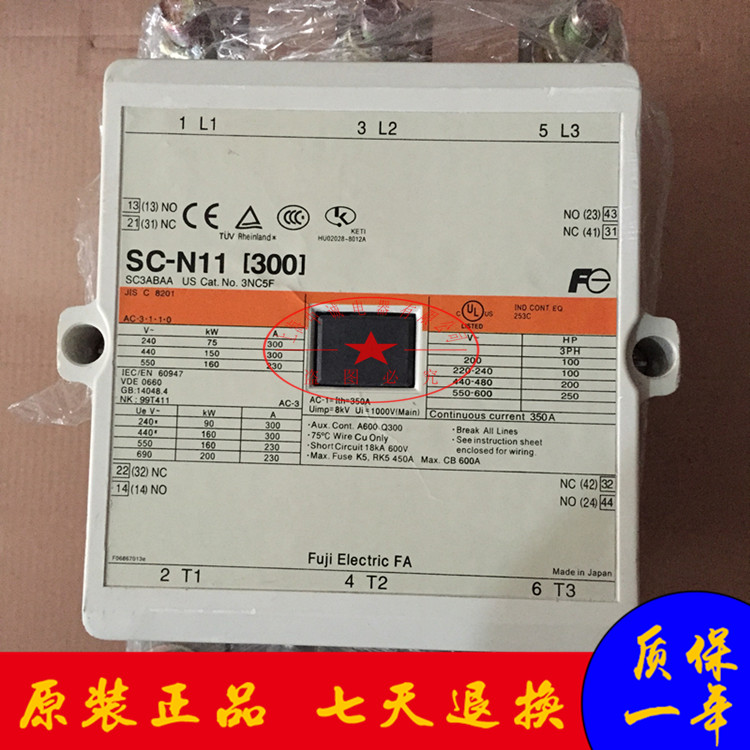 1 L1 3 L2 5 L3
13 (13) NO
21 (31) NC
CE
TÜV Rheinland
CCC
K
KETI
HU02028-8012A
NO (23) 43
NC (41) 31
SC-N11 [300]
SC3ABAA US Cat. No. 3NC5F
Fe
JIS C 8201
AC-3-1-1-0
V~ kW A
240 75 300
440 150 300
550 160 230
IEC/EN 60947
VDE 0660
GB:14048.4
NK: 99T411 AC-3
Ue V~ kW A
240* 90 300
440* 160 300
550 160 230
690 200 230
C UL US
LISTED
IND CONT EQ
253C
V~ HP
3PH
200 100
220-240 100
440-480 200
550-600 250
Continuous current 350A
AC-1=Ith=350A
Uimp=8kV Ui=1000V(Main)
·Aux. Cont. A600·Q300
·75°C Wire Cu Only
·Short Circuit 18kA 600V
·Max. Fuse K5, RK5 450A Max. CB 600A
·Break All Lines
·See instruction sheet
enclosed for wiring.
22 (32) NC
14 (14) NO
NC (42) 32
NO (24) 44
Fuji Electric FA
Made in Japan
2 T1 4 T2 6 T3
原装正品 七天退换
质保
一年